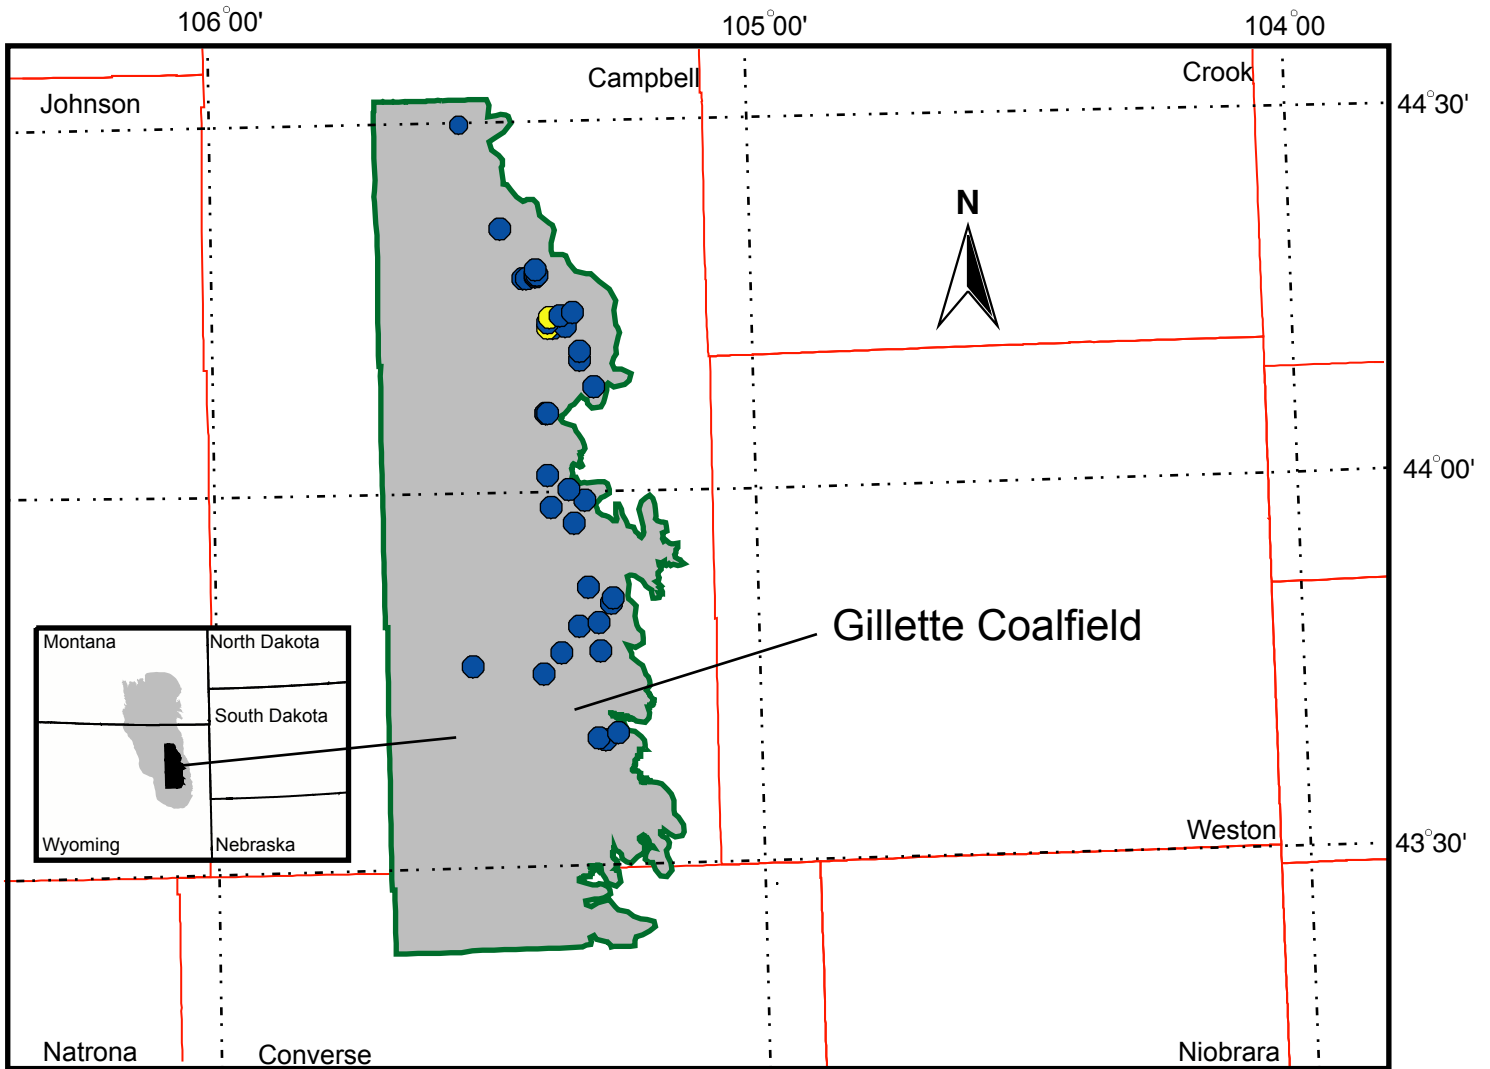 106°00' 105°00' 104°00'
Campbell Crook
Johnson 44°30'
N
44°00'
Gillette Coalfield
Montana North Dakota
South Dakota
Wyoming Nebraska
Weston 43°30'
Natrona Converse Niobrara